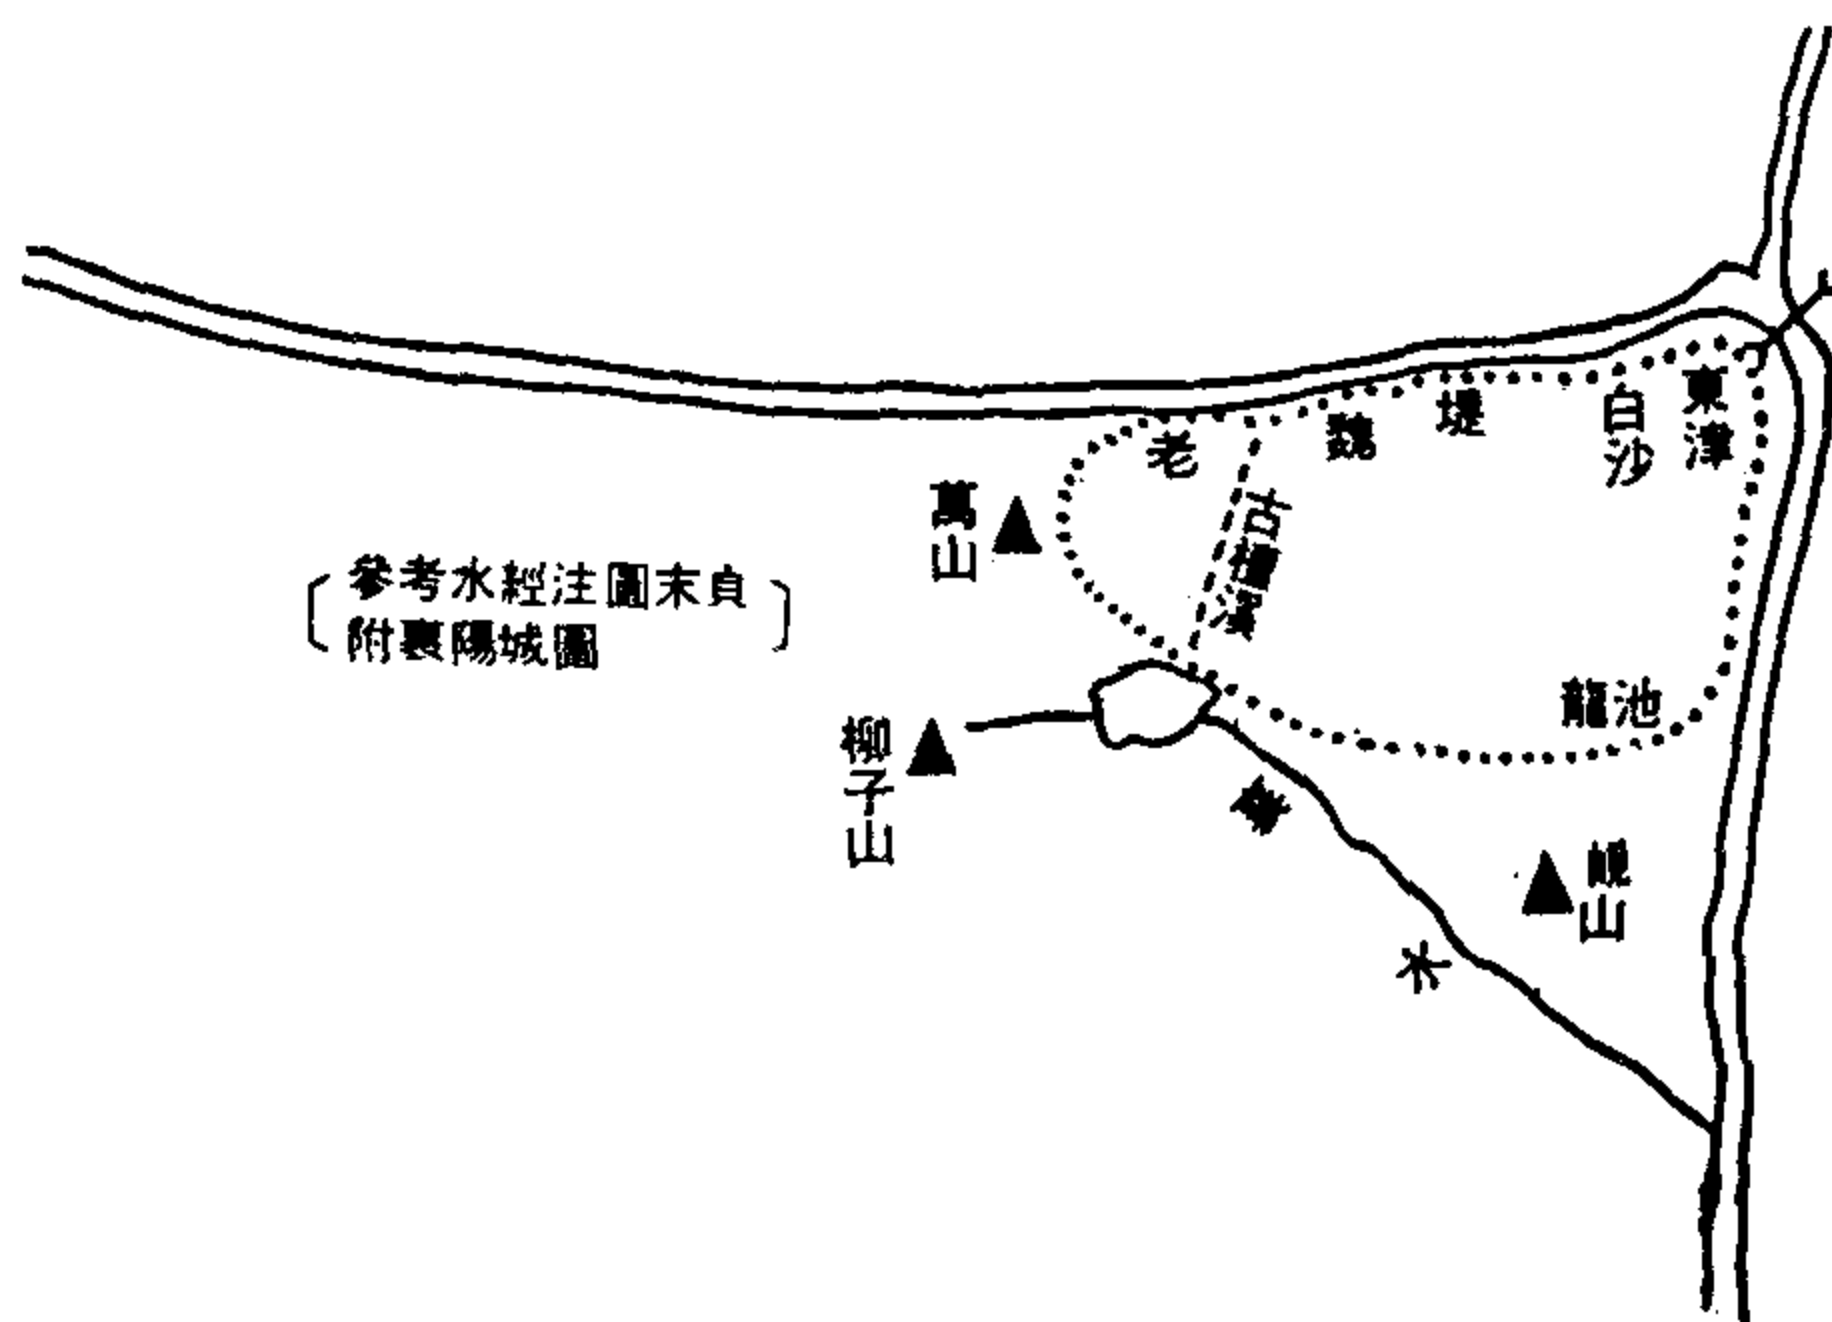 東津
白沙
老魏堤
古檀溪
萬山
參考水經注圖末頁
附襄陽城圖
龍池
柳子山
襄水
峴山